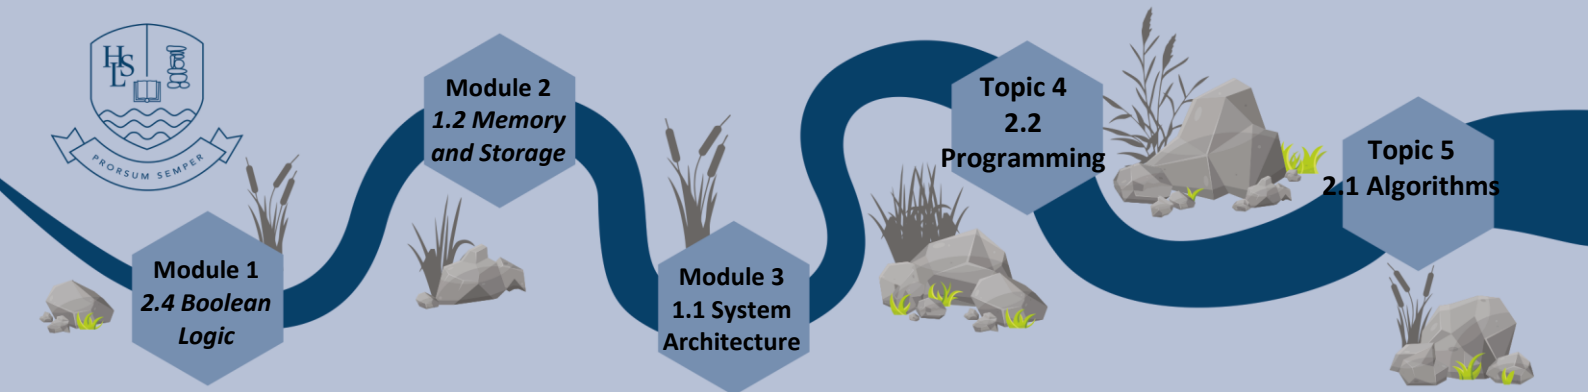 HLS
PRORSUM SEMPER
Module 1
2.4 Boolean
Logic
Module 2
1.2 Memory
and Storage
Module 3
1.1 System
Architecture
Topic 4
2.2
Programming
Topic 5
2.1 Algorithms